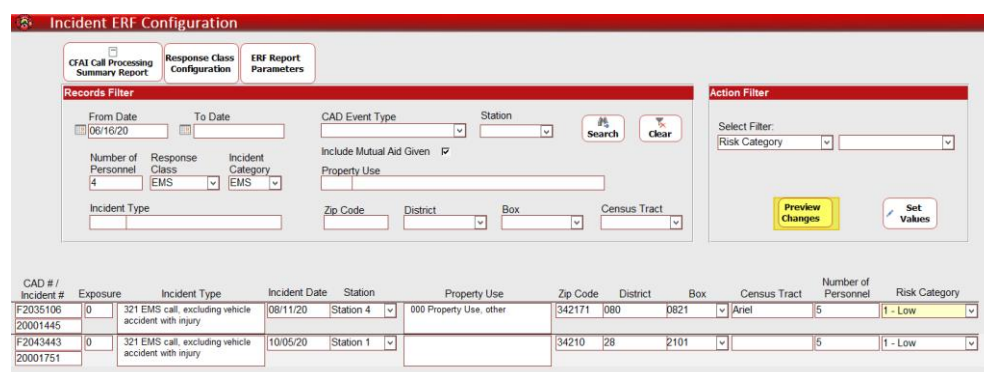 Incident ERF Configuration
CFAI Call Processing
Summary Report
Response Class
Configuration
ERF Report
Parameters
Records Filter
From Date
To Date
CAD Event Type
Station
06/16/20
Search
Clear
Include Mutual Aid Given
Number of
Personnel
Response
Class
Incident
Category
Property Use
4
EMS
EMS
Incident Type
Zip Code
District
Box
Census Tract
Action Filter
Select Filter:
Risk Category
Preview
Changes
Set
Values
CAD # /
Incident #
Exposure
Incident Type
Incident Date
Station
Property Use
Zip Code
District
Box
Census Tract
Number of
Personnel
Risk Category
F2035106
0
321 EMS call, excluding vehicle
accident with injury
08/11/20
Station 4
000 Property Use, other
342171
080
0821
Ariel
5
1 - Low
20001445
F2043443
0
321 EMS call, excluding vehicle
accident with injury
10/05/20
Station 1
34210
28
2101
5
1 - Low
20001751